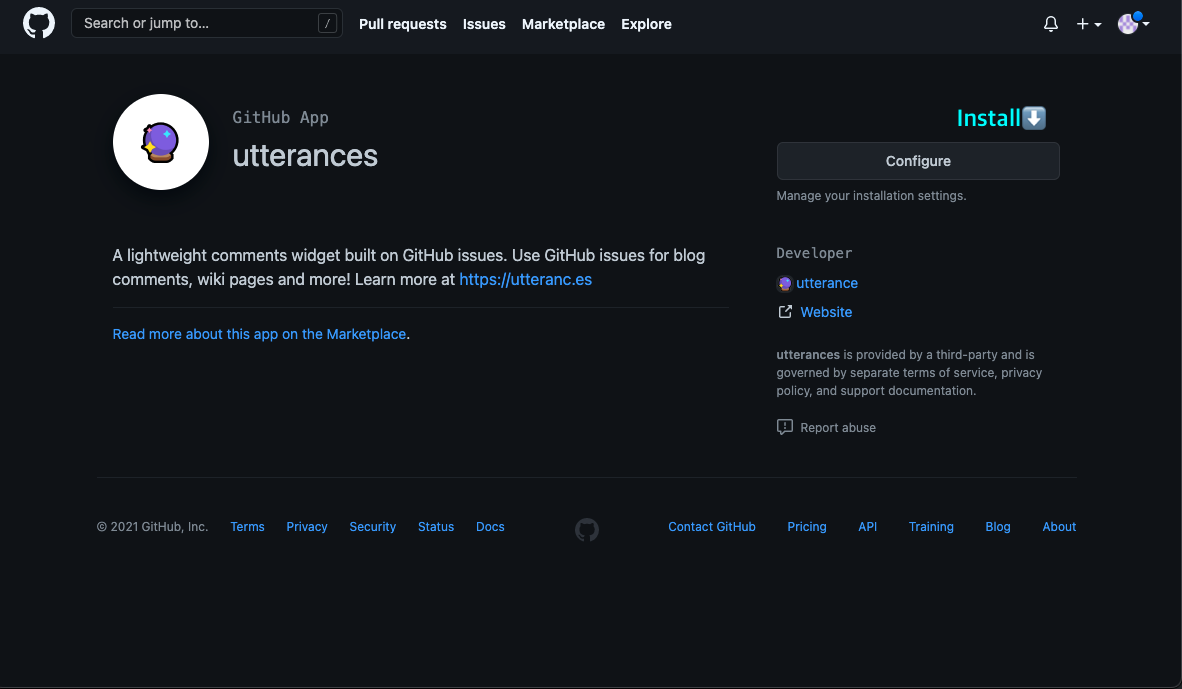 Search or jump to... /
Pull requests Issues Marketplace Explore
GitHub App
utterances
Install⬇️
Configure
Manage your installation settings.
A lightweight comments widget built on GitHub issues. Use GitHub issues for blog
comments, wiki pages and more! Learn more at https://utteranc.es
Read more about this app on the Marketplace.
Developer
utterance
Website
utterances is provided by a third-party and is
governed by separate terms of service, privacy
policy, and support documentation.
Report abuse
© 2021 GitHub, Inc. Terms Privacy Security Status Docs Contact GitHub Pricing API Training Blog About